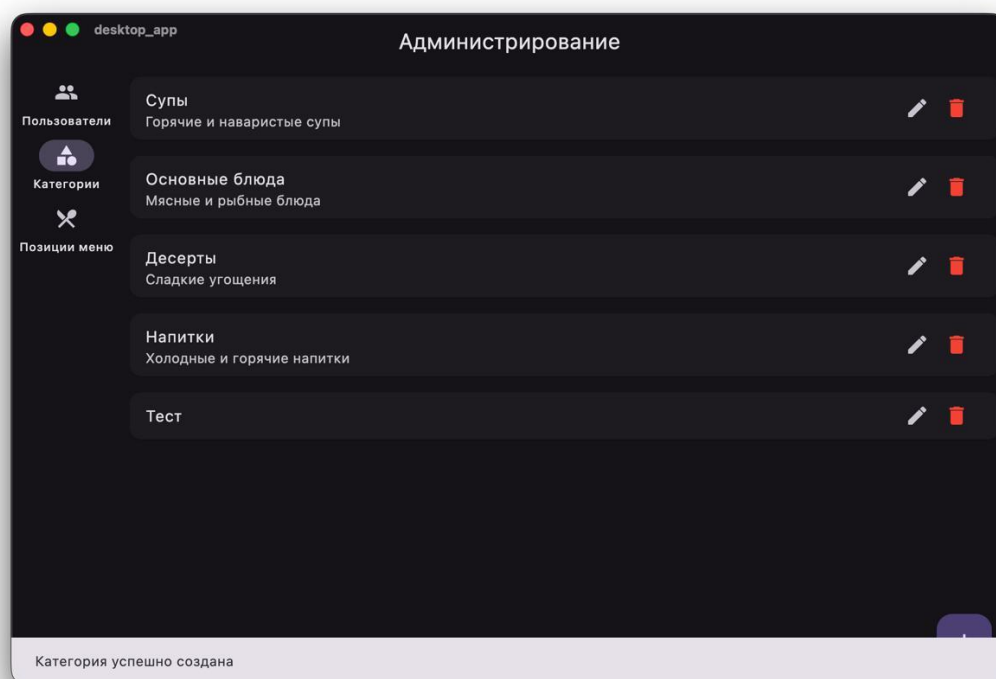 desktop_app
Администрирование
Пользователи
Категории
Позиции меню
Супы
Горячие и наваристые супы
Основные блюда
Мясные и рыбные блюда
Десерты
Сладкие угощения
Напитки
Холодные и горячие напитки
Тест
Категория успешно создана